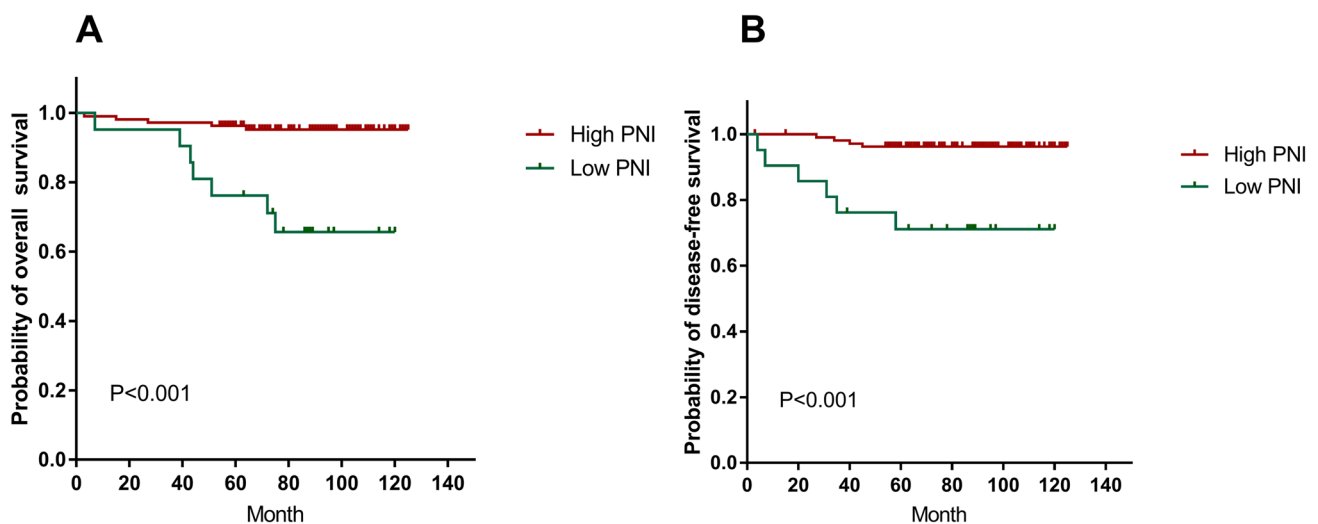 A
Probability of overall survival
1.0
0.8
0.6
0.4
0.2
0.0
P<0.001
0 20 40 60 80 100 120 140
Month
High PNI
Low PNI
B
Probability of disease-free survival
1.0
0.8
0.6
0.4
0.2
0.0
P<0.001
0 20 40 60 80 100 120 140
Month
High PNI
Low PNI